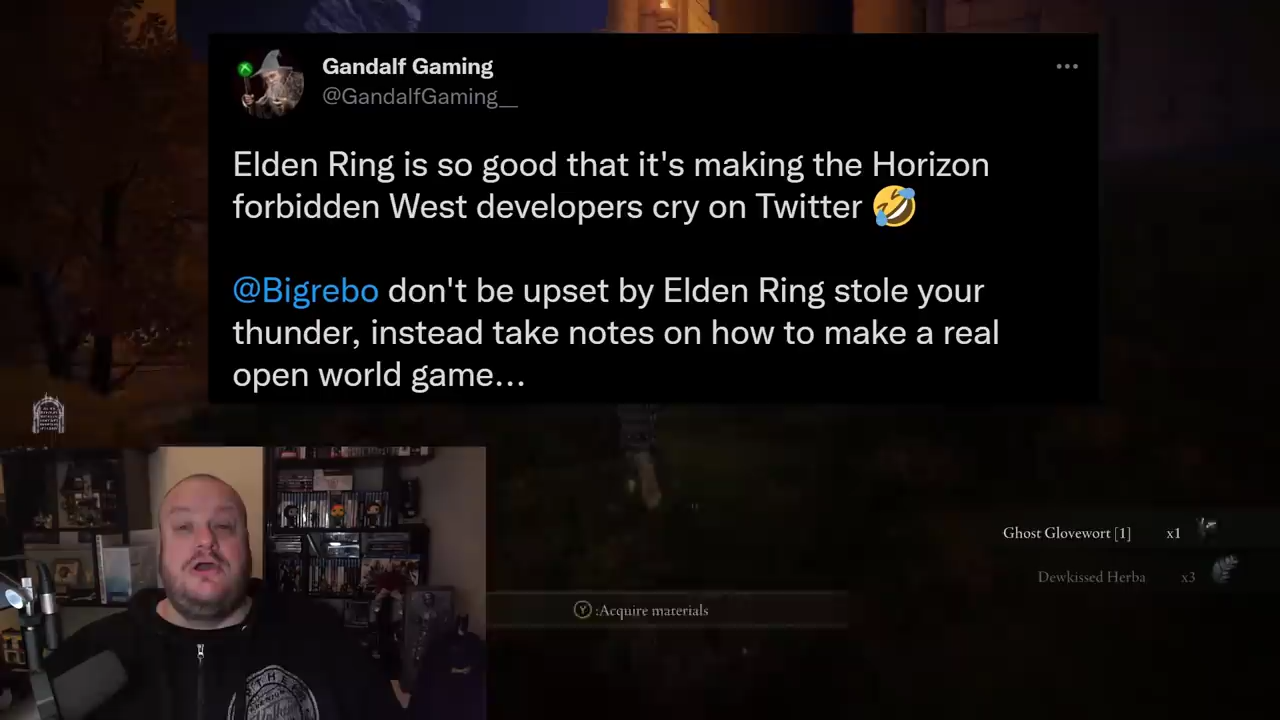 Gandalf Gaming
@GandalfGaming__
Elden Ring is so good that it's making the Horizon
forbidden West developers cry on Twitter 🤣
@Bigrebo don't be upset by Elden Ring stole your
thunder, instead take notes on how to make a real
open world game...
Ghost Glovewort [1] x1
Dewkissed Herba x3
Y :Acquire materials